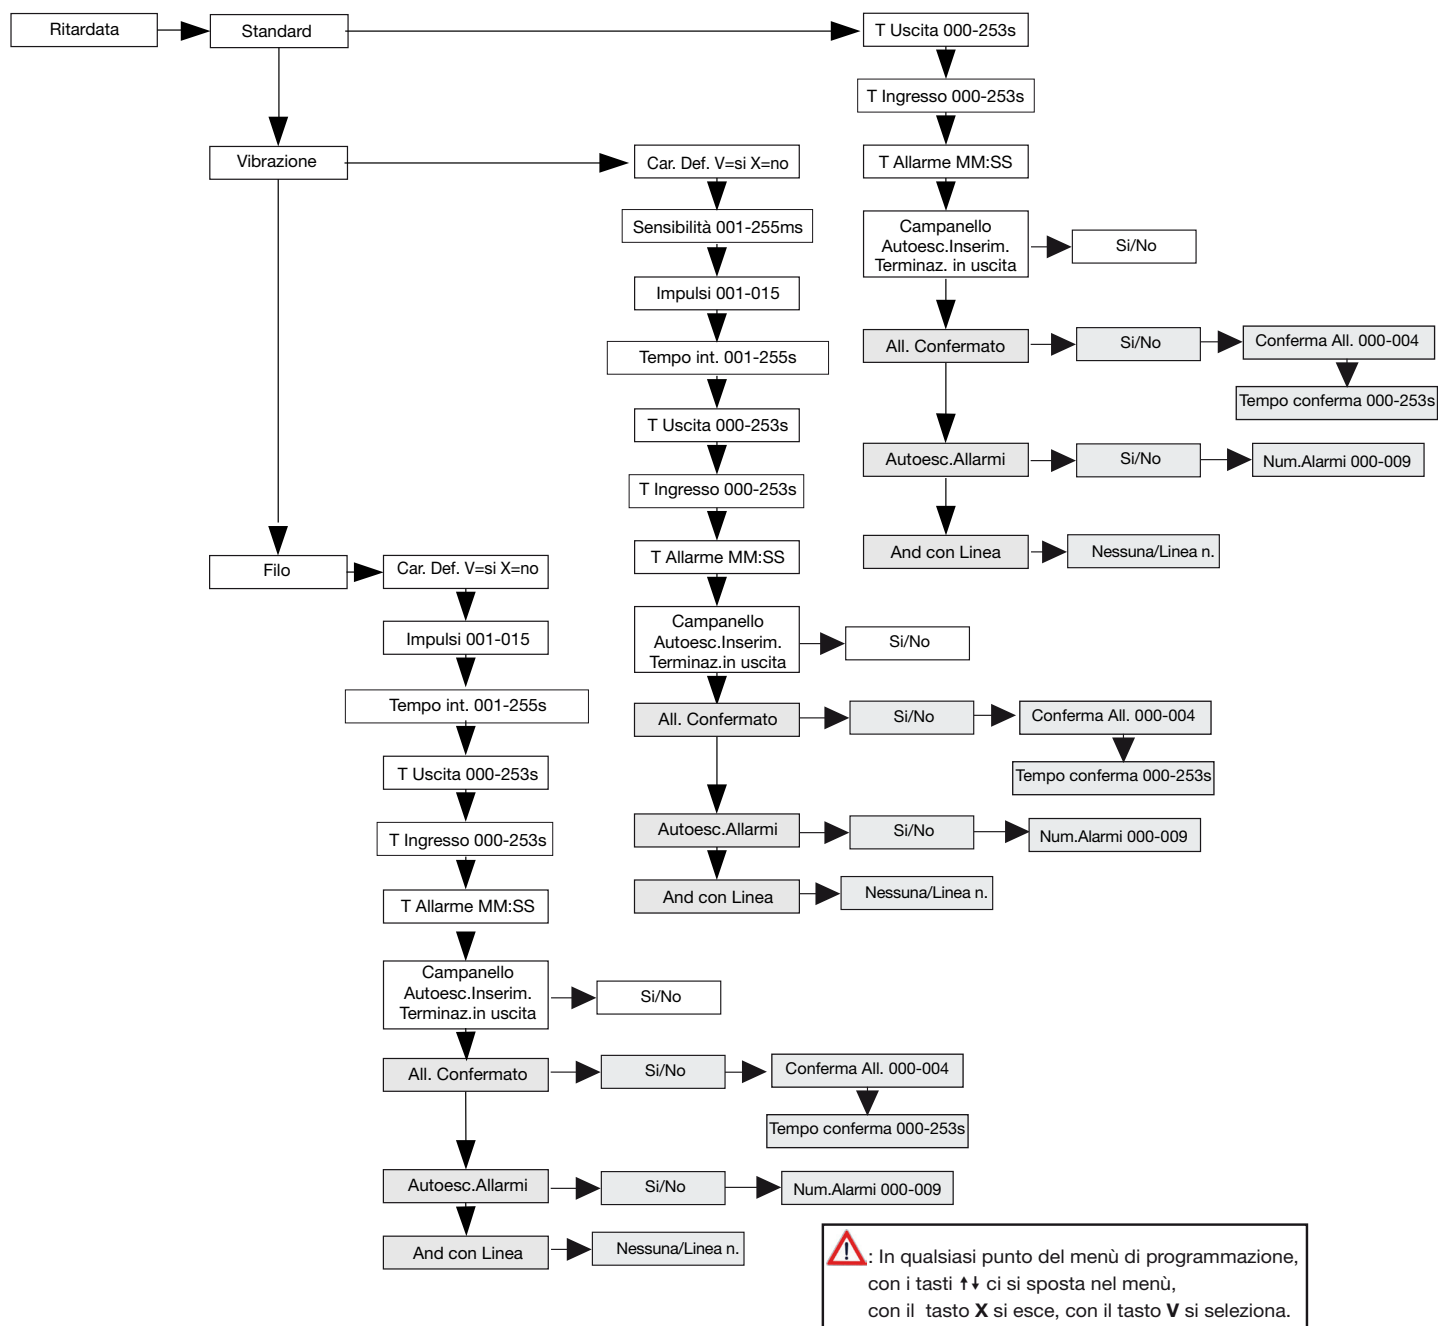 Ritardata
Standard
T Uscita 000-253s
T Ingresso 000-253s
T Allarme MM:SS
Campanello
Autoesc.Inserim.
Terminaz. in uscita
Si/No
All. Confermato
Si/No
Conferma All. 000-004
Tempo conferma 000-253s
Autoesc.Allarmi
Si/No
Num.Alarmi 000-009
And con Linea
Nessuna/Linea n.
Vibrazione
Car. Def. V=si X=no
Sensibilità 001-255ms
Impulsi 001-015
Tempo int. 001-255s
T Uscita 000-253s
T Ingresso 000-253s
T Allarme MM:SS
Campanello
Autoesc.Inserim.
Terminaz.in uscita
Si/No
All. Confermato
Si/No
Conferma All. 000-004
Tempo conferma 000-253s
Autoesc.Allarmi
Si/No
Num.Alarmi 000-009
And con Linea
Nessuna/Linea n.
Filo
Car. Def. V=si X=no
Impulsi 001-015
Tempo int. 001-255s
T Uscita 000-253s
T Ingresso 000-253s
T Allarme MM:SS
Campanello
Autoesc.Inserim.
Terminaz.in uscita
Si/No
All. Confermato
Si/No
Conferma All. 000-004
Tempo conferma 000-253s
Autoesc.Allarmi
Si/No
Num.Alarmi 000-009
And con Linea
Nessuna/Linea n.
: In qualsiasi punto del menù di programmazione,
con i tasti ↑↓ ci si sposta nel menù,
con il tasto X si esce, con il tasto V si seleziona.